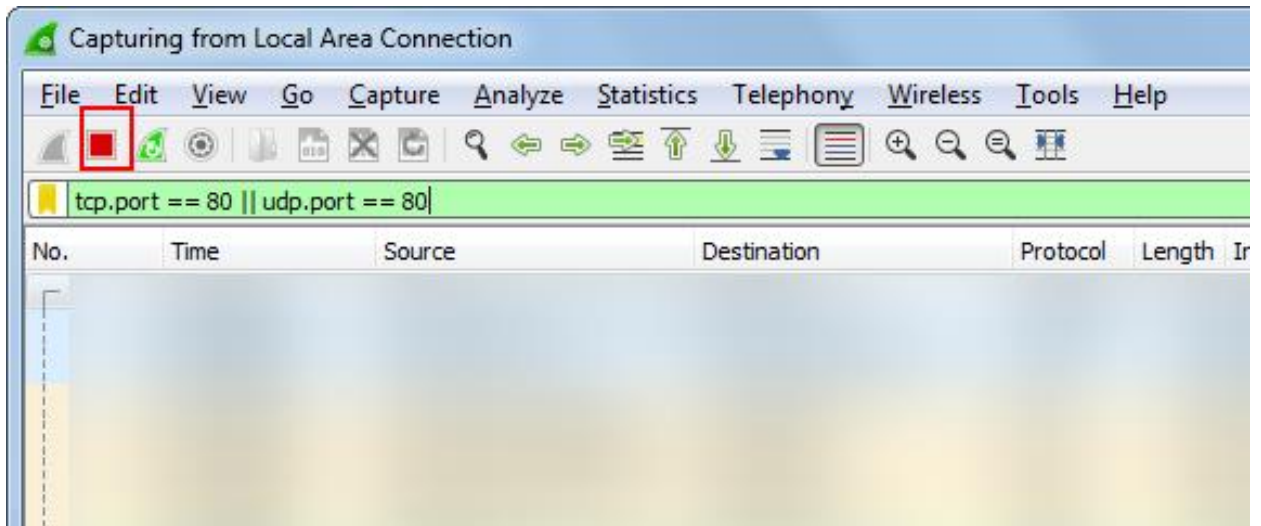 Capturing from Local Area Connection
File Edit View Go Capture Analyze Statistics Telephony Wireless Tools Help
tcp.port == 80 || udp.port == 80
No. Time Source Destination Protocol Length